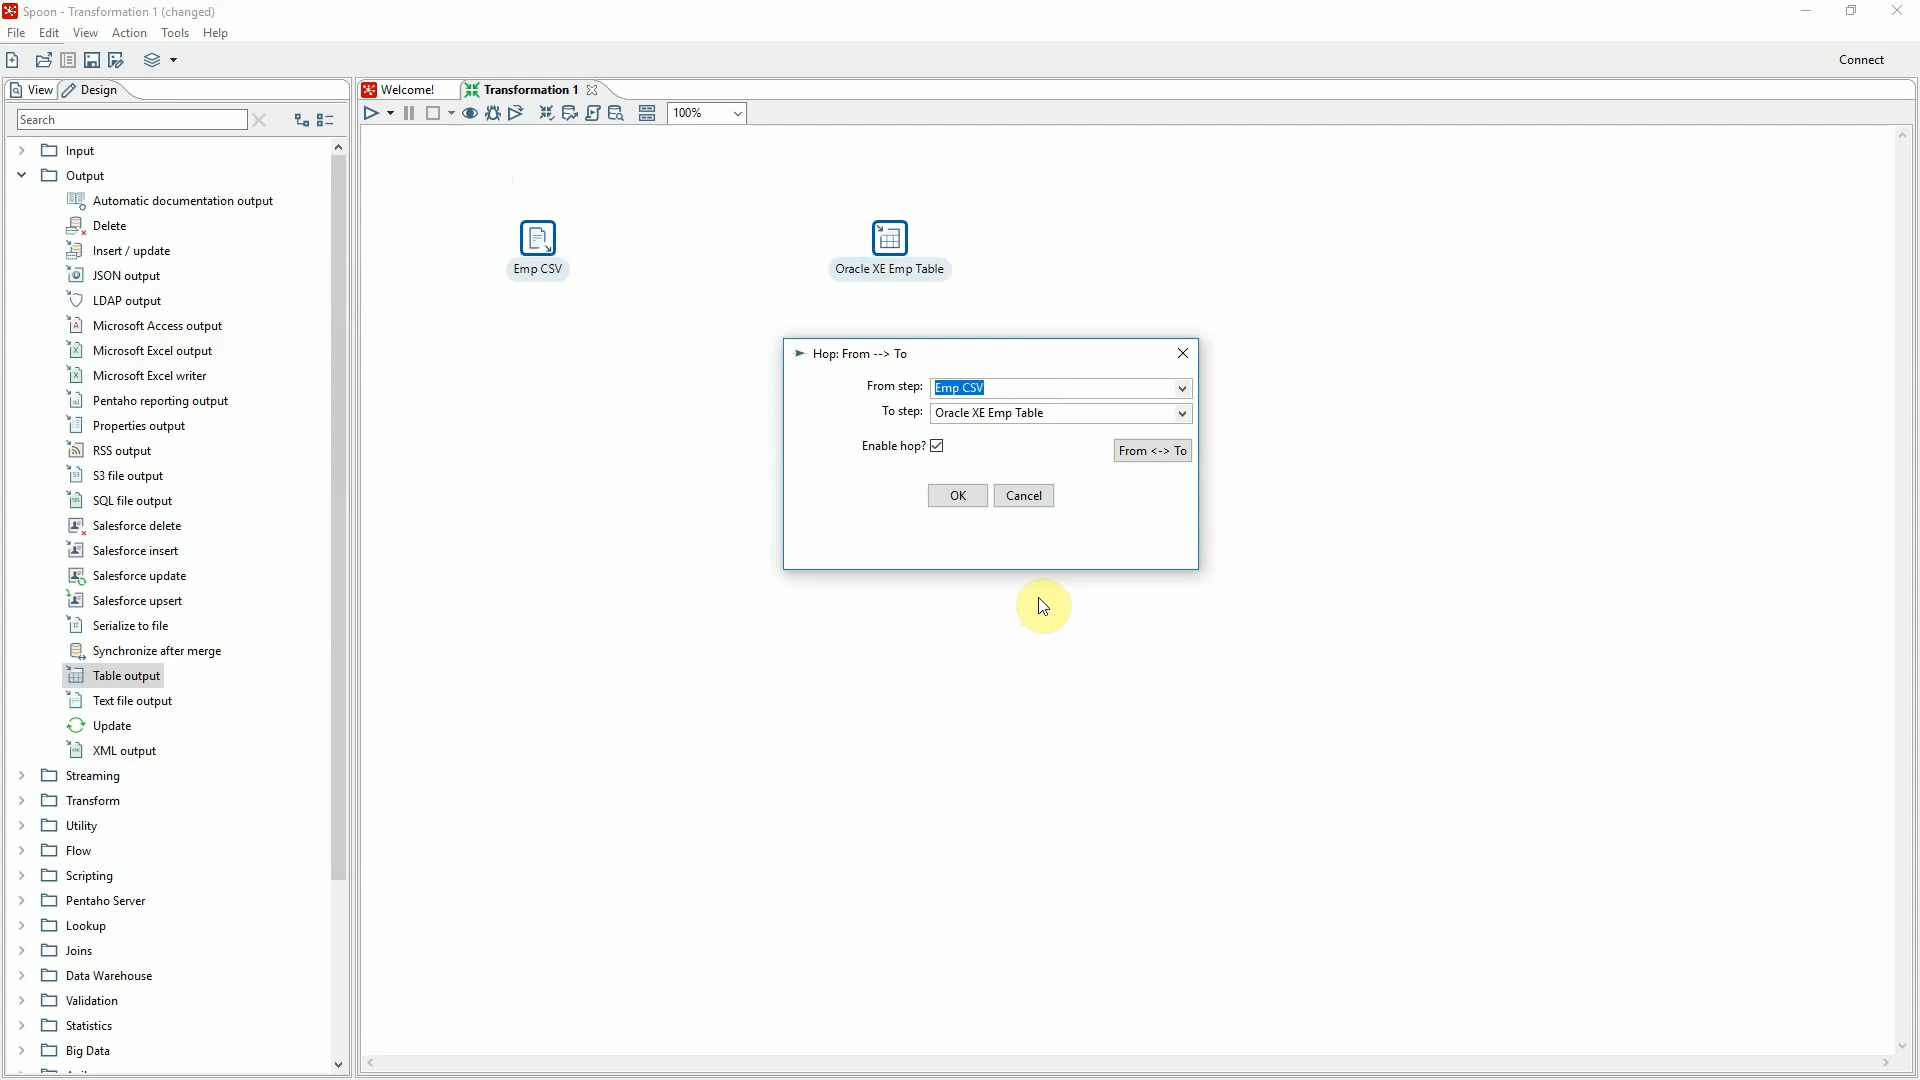 Spoon - Transformation 1 (changed)
File Edit View Action Tools Help
Connect
View Design
Welcome! Transformation 1
Search
100%
Input
Output
Automatic documentation output
Delete
Insert / update
JSON output
LDAP output
Microsoft Access output
Microsoft Excel output
Microsoft Excel writer
Pentaho reporting output
Properties output
RSS output
S3 file output
SQL file output
Salesforce delete
Salesforce insert
Salesforce update
Salesforce upsert
Serialize to file
Synchronize after merge
Table output
Text file output
Update
XML output
Streaming
Transform
Utility
Flow
Scripting
Pentaho Server
Lookup
Joins
Data Warehouse
Validation
Statistics
Big Data
Emp CSV
Oracle XE Emp Table
Hop: From --> To
From step: Emp CSV
To step: Oracle XE Emp Table
Enable hop?
From <-> To
OK Cancel